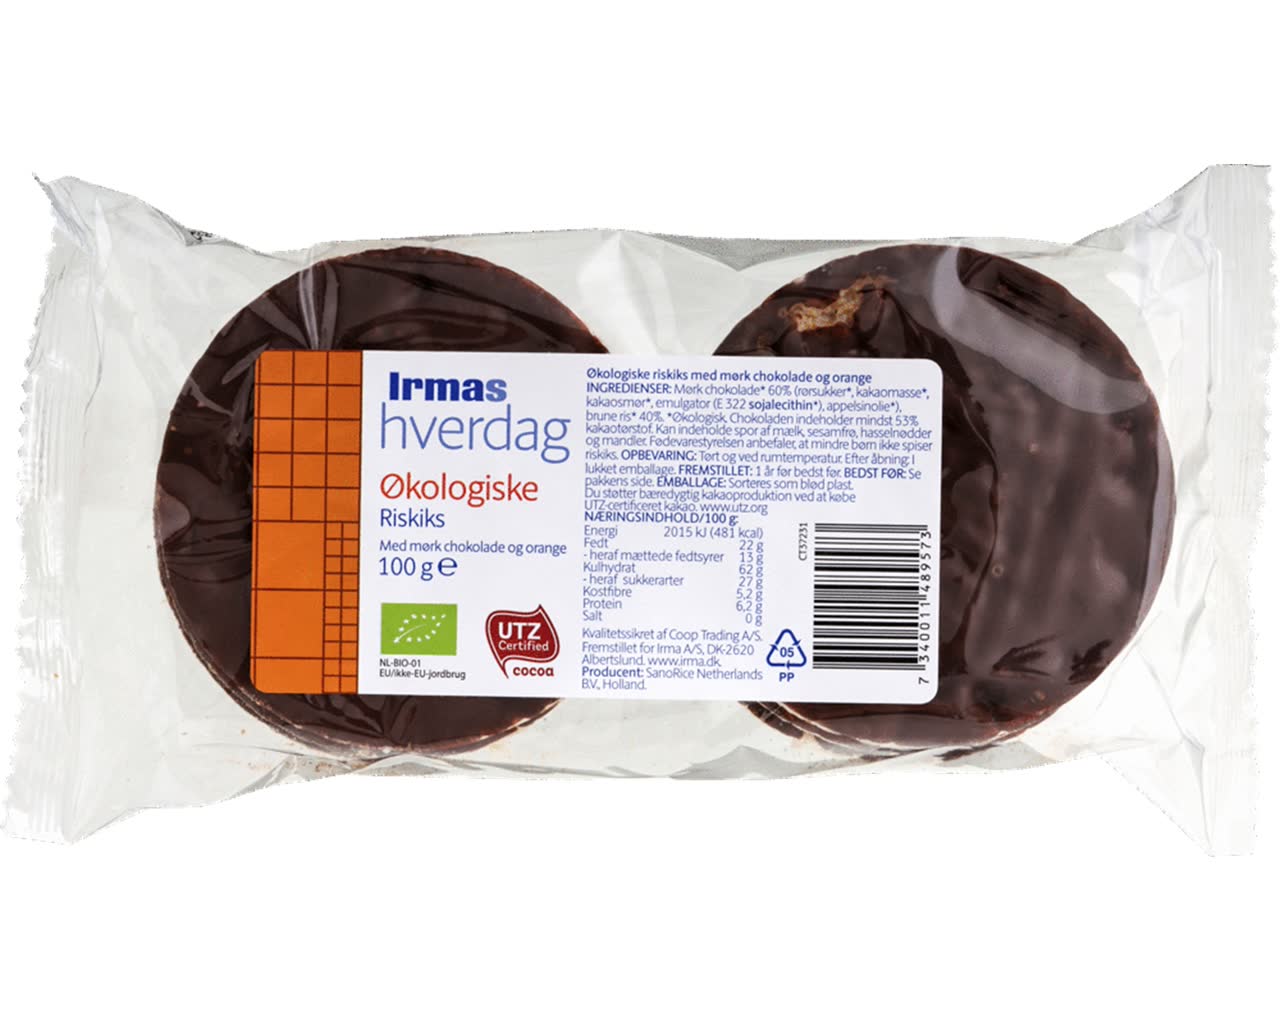 Irmas
hverdag
Økologiske
Riskiks
Med mørk chokolade og orange
100 g ℮
NL-BIO-01
EU/ikke-EU-jordbrug
UTZ
Certified
cocoa
Økologiske riskiks med mørk chokolade og orange
INGREDIENSER: Mørk chokolade* 60% (rørsukker*, kakaomasse*,
kakaosmør*, emulgator (E 322 sojalecithin*), appelsinolie*),
brune ris* 40%. *Økologisk. Chokoladen indeholder mindst 53%
kakaotørstof. Kan indeholde spor af mælk, sesamfrø, hasselnødder
og mandler. Fødevarestyrelsen anbefaler, at mindre børn ikke spiser
riskiks. OPBEVARING: Tørt og ved rumtemperatur. Efter åbning: I
lukket emballage. FREMSTILLET: 1 år før bedst før. BEDST FØR: Se
pakkens side. EMBALLAGE: Sorteres som blød plast.
Du støtter bæredygtig kakaoproduktion ved at købe
UTZ-certificeret kakao. www.utz.org
NÆRINGSINDHOLD/100 g:
Energi 2015 kJ (481 kcal)
Fedt 22 g
- heraf mættede fedtsyrer 13 g
Kulhydrat 62 g
- heraf sukkerarter 27 g
Kostfibre 5,2 g
Protein 6,2 g
Salt 0 g
Kvalitetssikret af Coop Trading A/S.
Fremstillet for Irma A/S, DK-2620
Albertslund. www.irma.dk.
Producent: SanoRice Netherlands
B.V., Holland.
05
PP
CT37231
7 340011 489573